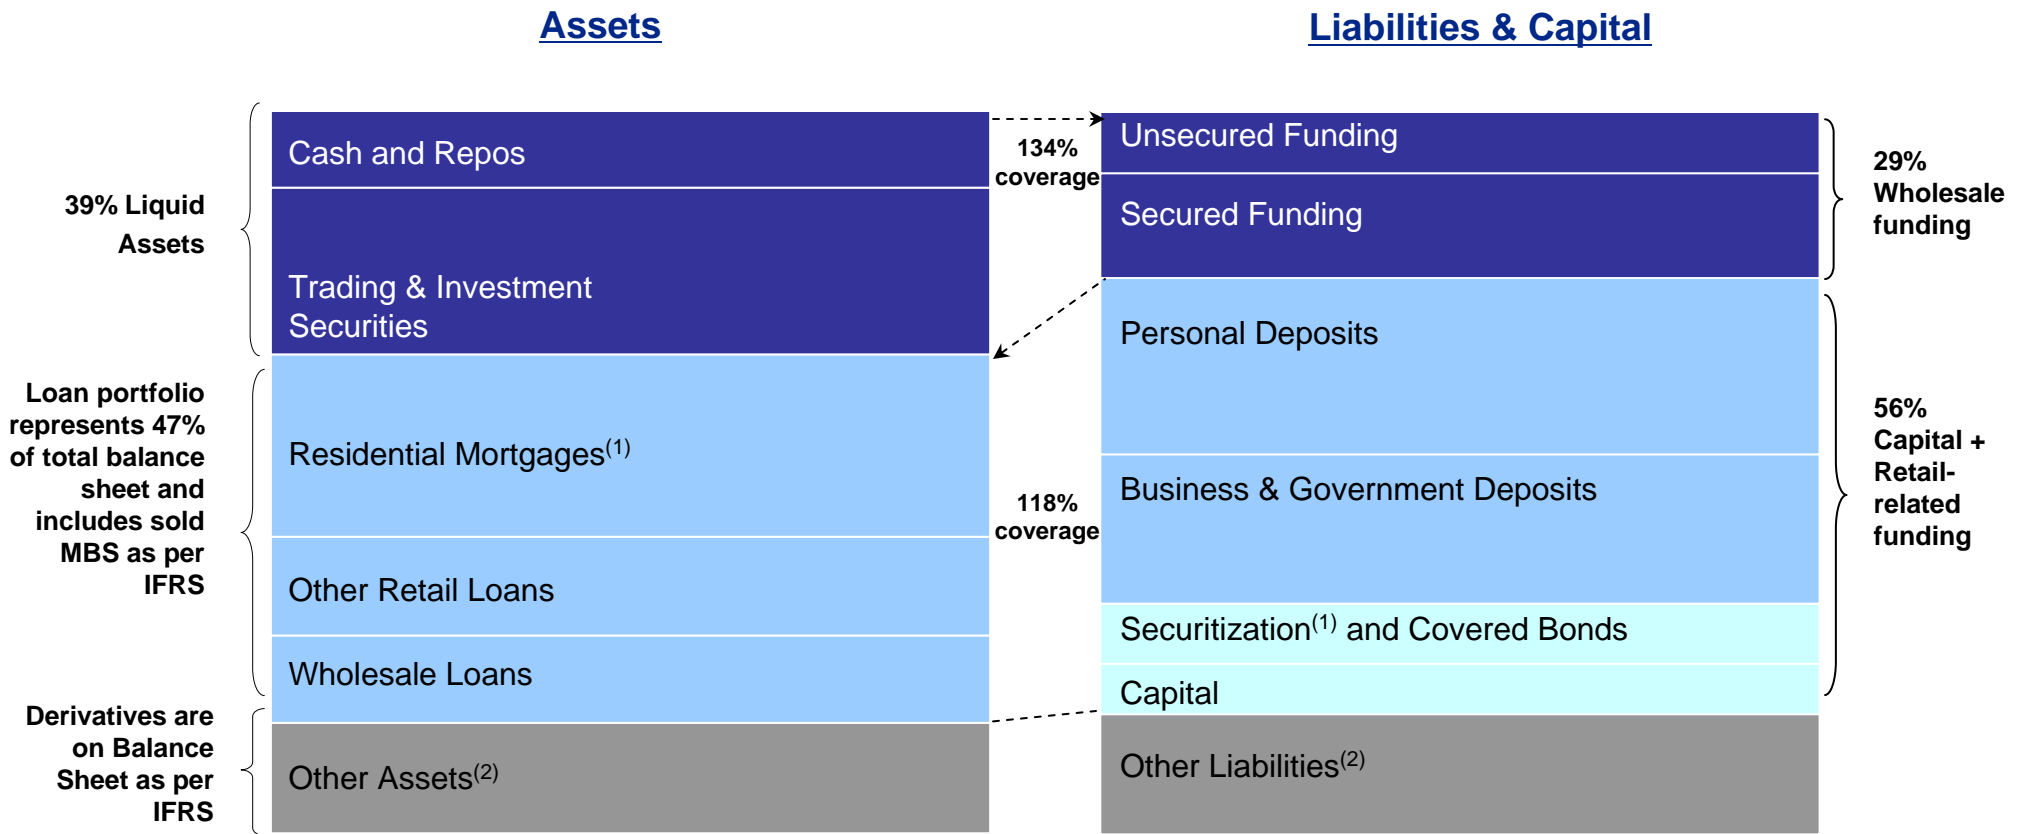 Assets
Liabilities & Capital
39% Liquid
Assets
Loan portfolio
represents 47%
of total balance
sheet and
includes sold
MBS as per
IFRS
Derivatives are
on Balance
Sheet as per
IFRS
Cash and Repos
Trading & Investment
Securities
Residential Mortgages(1)
Other Retail Loans
Wholesale Loans
Other Assets(2)
134%
coverage
118%
coverage
Unsecured Funding
Secured Funding
Personal Deposits
Business & Government Deposits
Securitization(1) and Covered Bonds
Capital
Other Liabilities(2)
29%
Wholesale
funding
56%
Capital +
Retail-
related
funding